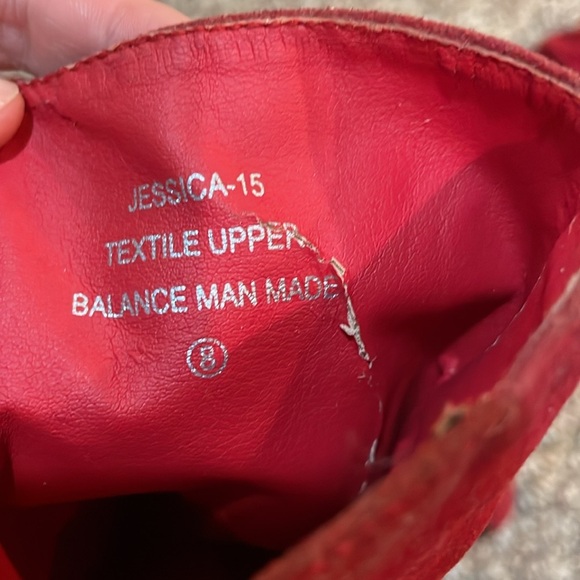 JESSICA-15
TEXTILE UPPER
BALANCE MAN MADE
8